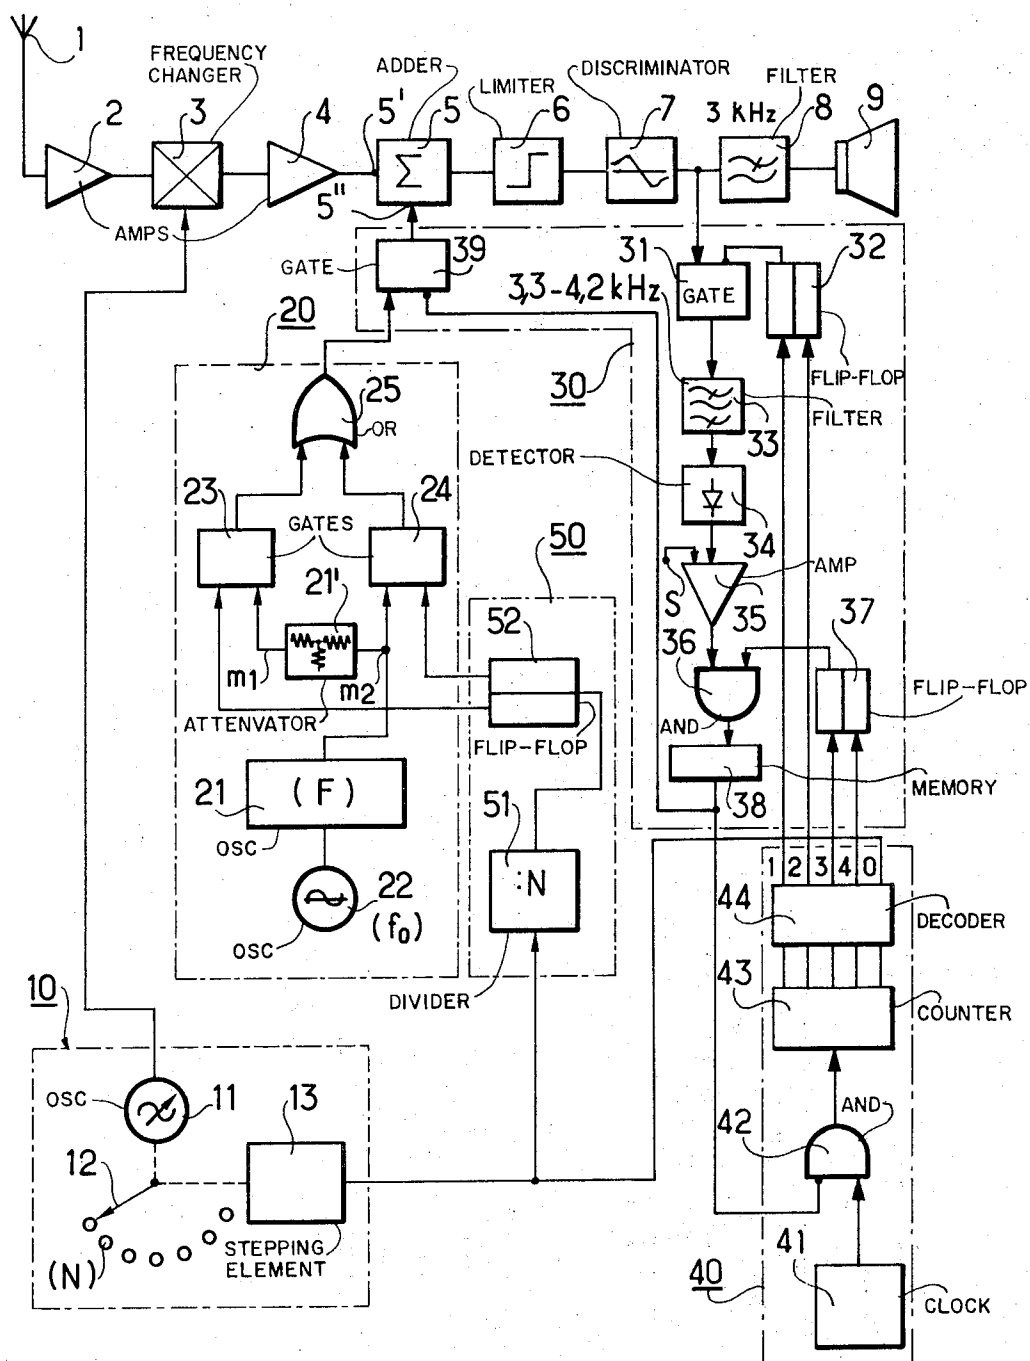 1
FREQUENCY
CHANGER
2
3
4
AMPS
5'
ADDER
5
5"
LIMITER
6
DISCRIMINATOR
7
FILTER
3 kHz
8
9
GATE
39
3,3-4,2 kHz
31
GATE
32
FLIP-FLOP
30
33
FILTER
DETECTOR
34
S
AMP
35
36
AND
37
FLIP-FLOP
38
MEMORY
20
25
OR
23
24
GATES
21'
m1
m2
ATTENVATOR
21
(F)
OSC
22
(f0)
OSC
50
52
FLIP-FLOP
51
:N
DIVIDER
1 2 3 4 0
44
DECODER
43
COUNTER
42
AND
41
40
CLOCK
10
OSC
11
12
13
(N)
STEPPING
ELEMENT